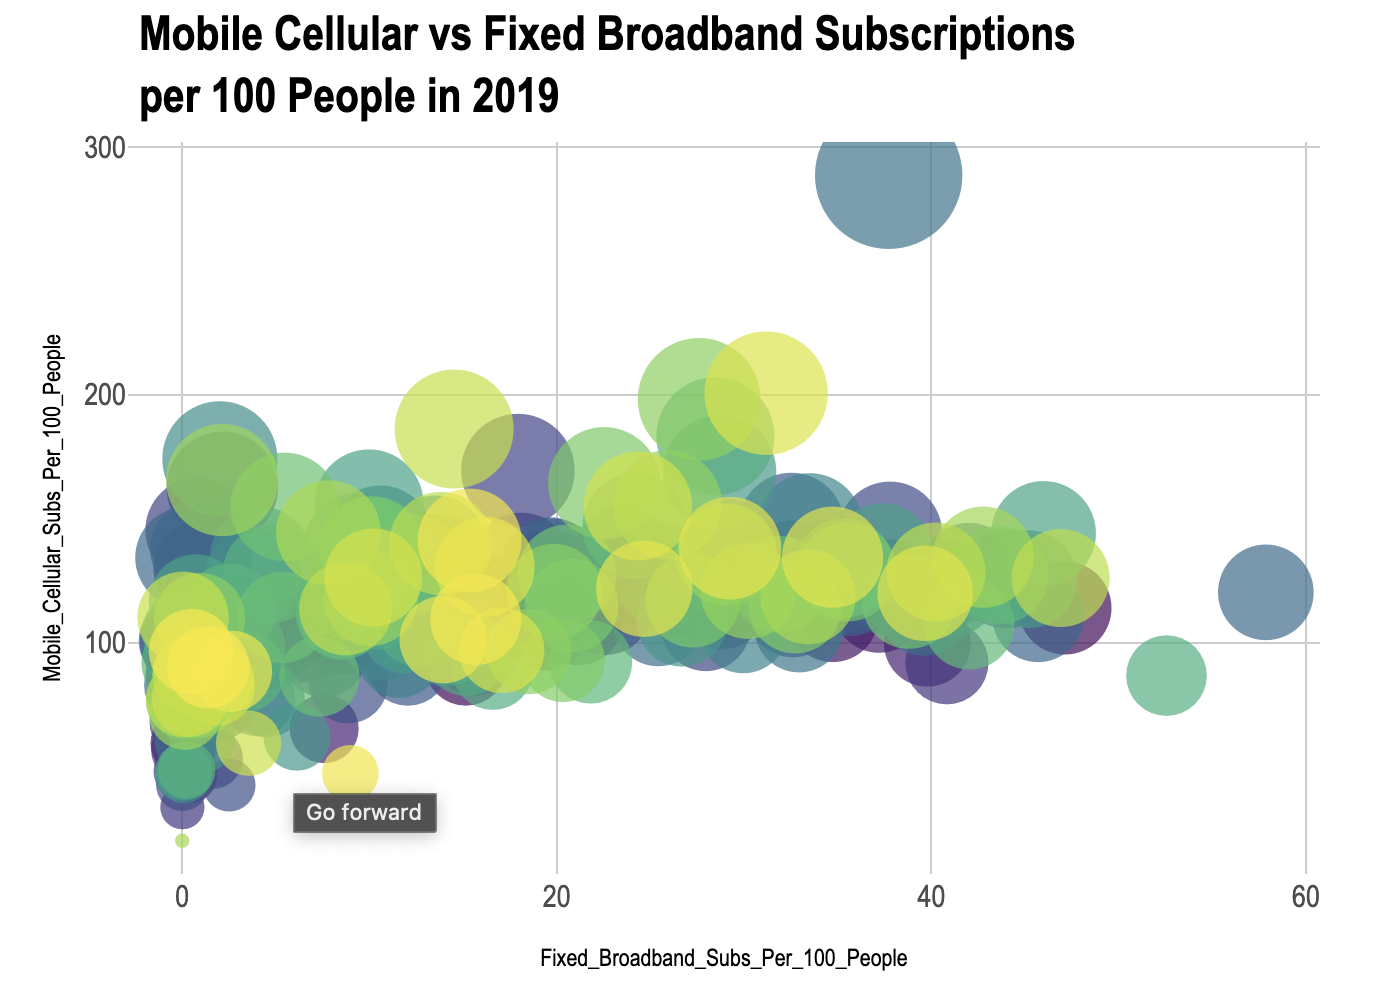 Mobile Cellular vs Fixed Broadband Subscriptions
per 100 People in 2019
300
200
100
Mobile_Cellular_Subs_Per_100_People
Go forward
0 20 40 60
Fixed_Broadband_Subs_Per_100_People